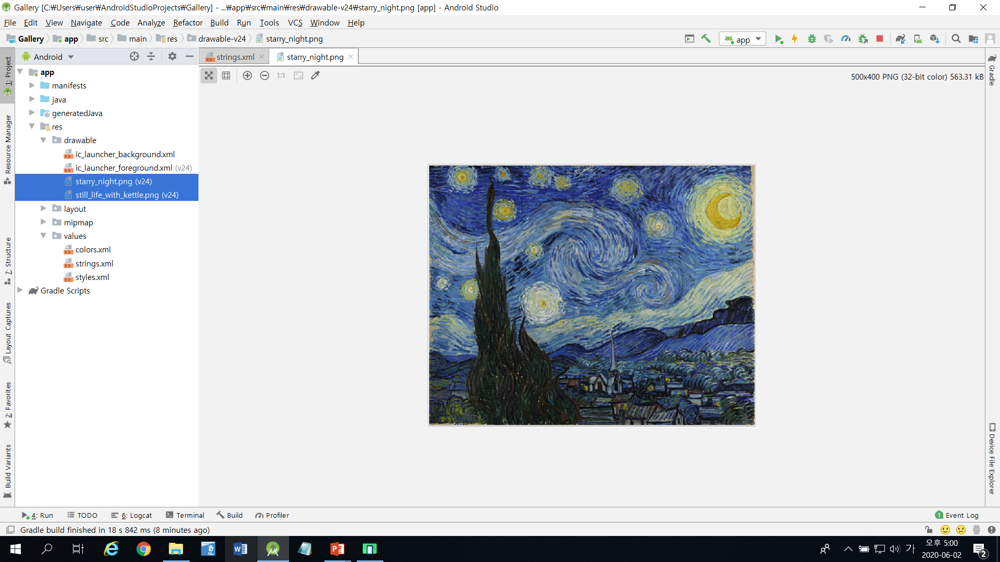 Gallery [C:₩Users₩user₩AndroidStudioProjects₩Gallery] - ...₩app₩src₩main₩res₩drawable-v24₩starry_night.png [app] - Android Studio
File Edit View Navigate Code Analyze Refactor Build Run Tools VCS Window Help
Gallery app src main res drawable-v24 starry_night.png app
Android strings.xml starry_night.png
1:1 500x400 PNG (32-bit color) 563.31 kB
app
manifests
java
generatedJava
res
drawable
ic_launcher_background.xml
ic_launcher_foreground.xml (v24)
starry_night.png (v24)
still_life_with_kettle.png (v24)
layout
mipmap
values
colors.xml
strings.xml
styles.xml
Gradle Scripts
1: Project
Resource Manager
7: Structure
Layout Captures
2: Favorites
Build Variants
Gradle
Device File Explorer
4: Run TODO 6: Logcat Terminal Build Profiler 1 Event Log
Gradle build finished in 18 s 842 ms (8 minutes ago)
가 오후 5:00
2020-06-02 2